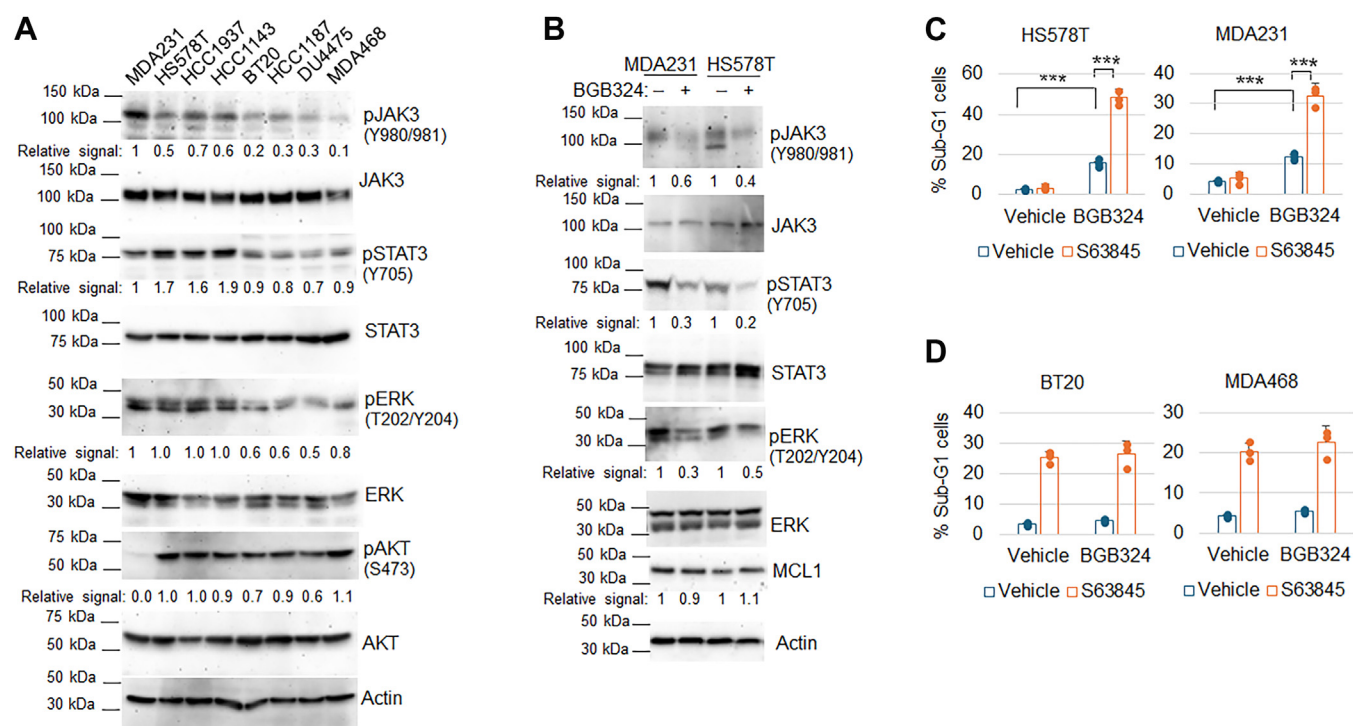 A
MDA231
HS578T
HCC1937
HCC1143
BT20
HCC1187
DU4475
MDA468
150 kDa
100 kDa
pJAK3
(Y980/981)
Relative signal: 1 0.5 0.7 0.6 0.2 0.3 0.3 0.1
150 kDa
100 kDa
JAK3
100 kDa
75 kDa
pSTAT3
(Y705)
Relative signal: 1 1.7 1.6 1.9 0.9 0.8 0.7 0.9
100 kDa
75 kDa
STAT3
50 kDa
30 kDa
pERK
(T202/Y204)
Relative signal: 1 1.0 1.0 1.0 0.6 0.6 0.5 0.8
50 kDa
30 kDa
ERK
75 kDa
50 kDa
pAKT
(S473)
Relative signal: 0.0 1.0 1.0 0.9 0.7 0.9 0.6 1.1
75 kDa
50 kDa
AKT
50 kDa
30 kDa
Actin
B
MDA231 HS578T
BGB324: – + – +
150 kDa
100 kDa
pJAK3
(Y980/981)
Relative signal: 1 0.6 1 0.4
150 kDa
100 kDa
JAK3
100 kDa
75 kDa
pSTAT3
(Y705)
Relative signal: 1 0.3 1 0.2
100 kDa
75 kDa
STAT3
50 kDa
30 kDa
pERK
(T202/Y204)
Relative signal: 1 0.3 1 0.5
50 kDa
30 kDa
ERK
50 kDa
30 kDa
MCL1
Relative signal: 1 0.9 1 1.1
50 kDa
30 kDa
Actin
C
HS578T
% Sub-G1 cells
60
40
20
0
***
***
Vehicle BGB324
Vehicle S63845
MDA231
40
30
20
10
0
***
***
Vehicle BGB324
Vehicle S63845
D
BT20
% Sub-G1 cells
40
30
20
10
0
Vehicle BGB324
Vehicle S63845
MDA468
30
20
10
0
Vehicle BGB324
Vehicle S63845